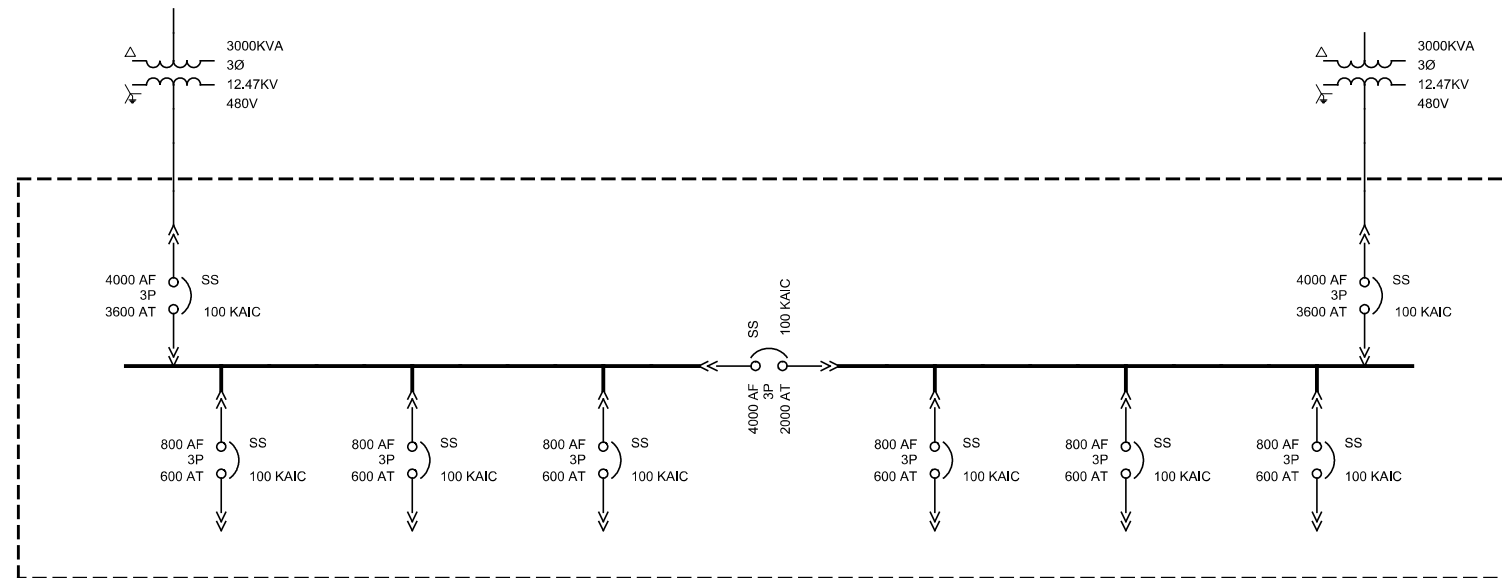 3000KVA
3Ø
12.47KV
480V
3000KVA
3Ø
12.47KV
480V
4000 AF
3P
3600 AT
SS
100 KAIC
4000 AF
3P
2000 AT
SS
100 KAIC
4000 AF
3P
3600 AT
SS
100 KAIC
800 AF
3P
600 AT
SS
100 KAIC
800 AF
3P
600 AT
SS
100 KAIC
800 AF
3P
600 AT
SS
100 KAIC
800 AF
3P
600 AT
SS
100 KAIC
800 AF
3P
600 AT
SS
100 KAIC
800 AF
3P
600 AT
SS
100 KAIC